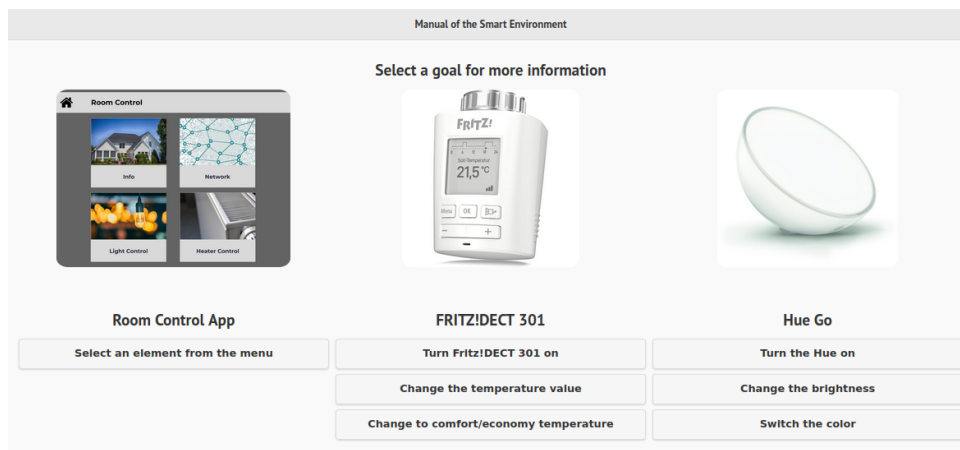 Manual of the Smart Environment
Select a goal for more information
Room Control
Info
Network
Light Control
Heater Control
FRITZ!
Soll-Temperatur
21,5 °C
Menü
OK
Room Control App
FRITZ!DECT 301
Hue Go
Select an element from the menu
Turn Fritz!DECT 301 on
Turn the Hue on
Change the temperature value
Change the brightness
Change to comfort/economy temperature
Switch the color